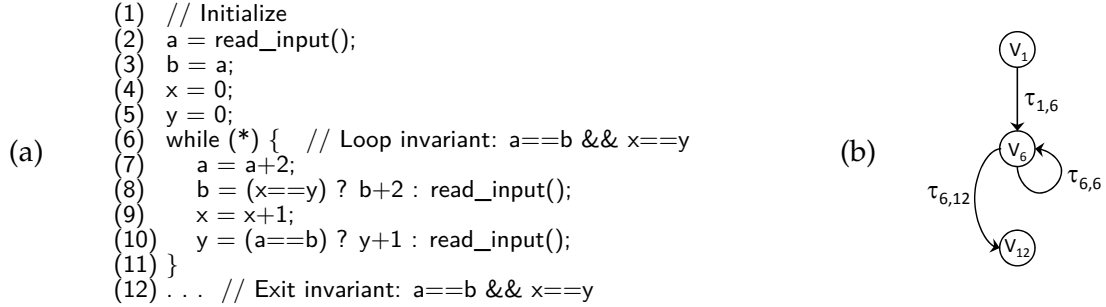 (a)
(1) // Initialize
(2) a = read_input();
(3) b = a;
(4) x = 0;
(5) y = 0;
(6) while (*) { // Loop invariant: a==b && x==y
(7) a = a+2;
(8) b = (x==y) ? b+2 : read_input();
(9) x = x+1;
(10) y = (a==b) ? y+1 : read_input();
(11) }
(12) . . . // Exit invariant: a==b && x==y
(b)
V1
τ1,6
V6
τ6,6
τ6,12
V12